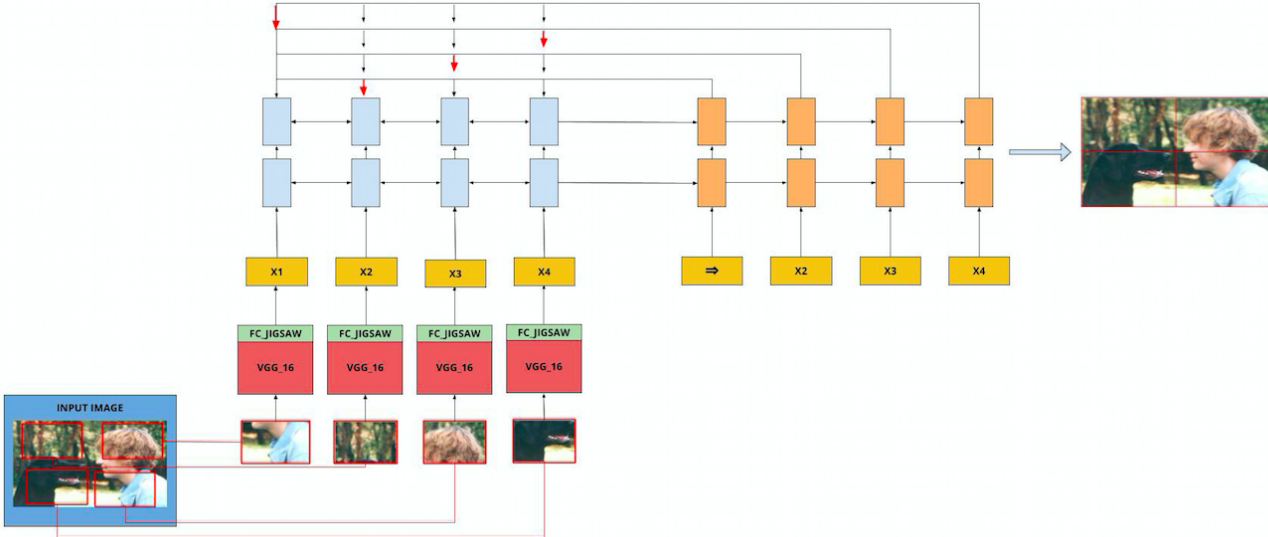 X1
X2
X3
X4
⇒
X2
X3
X4
FC_JIGSAW
FC_JIGSAW
FC_JIGSAW
FC_JIGSAW
VGG_16
VGG_16
VGG_16
VGG_16
INPUT IMAGE